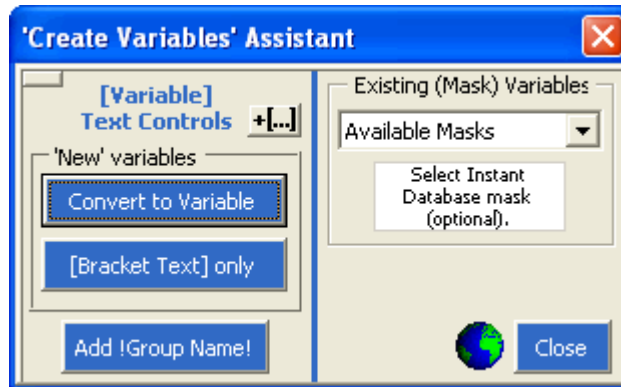 'Create Variables' Assistant
[Variable]
Text Controls
+[...]
'New' variables
Convert to Variable
[Bracket Text] only
Add !Group Name!
Existing (Mask) Variables
Available Masks
Select Instant
Database mask
(optional).
Close